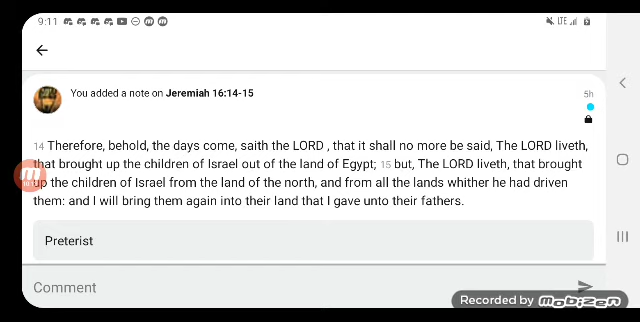 9:11
LTE
You added a note on Jeremiah 16:14-15
5h
14 Therefore, behold, the days come, saith the LORD , that it shall no more be said, The LORD liveth,
that brought up the children of Israel out of the land of Egypt; 15 but, The LORD liveth, that brought
up the children of Israel from the land of the north, and from all the lands whither he had driven
them: and I will bring them again into their land that I gave unto their fathers.
Preterist
Comment
Recorded by mobizen